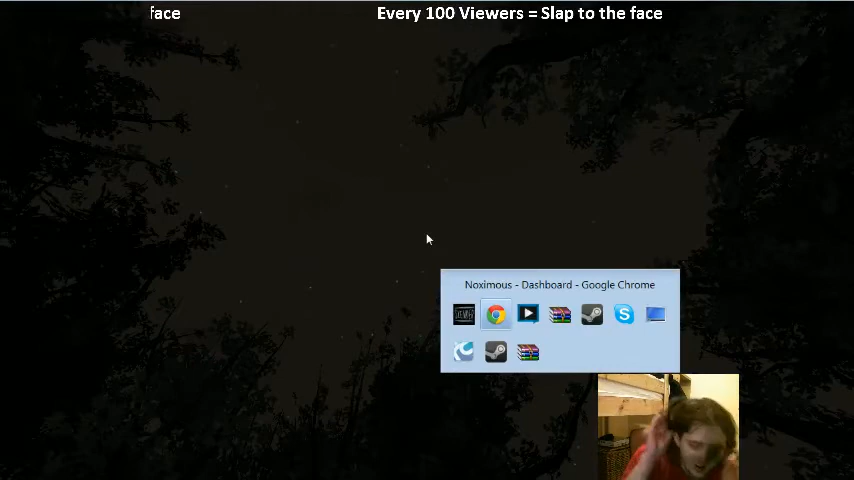 face
Every 100 Viewers = Slap to the face
Noximous - Dashboard - Google Chrome